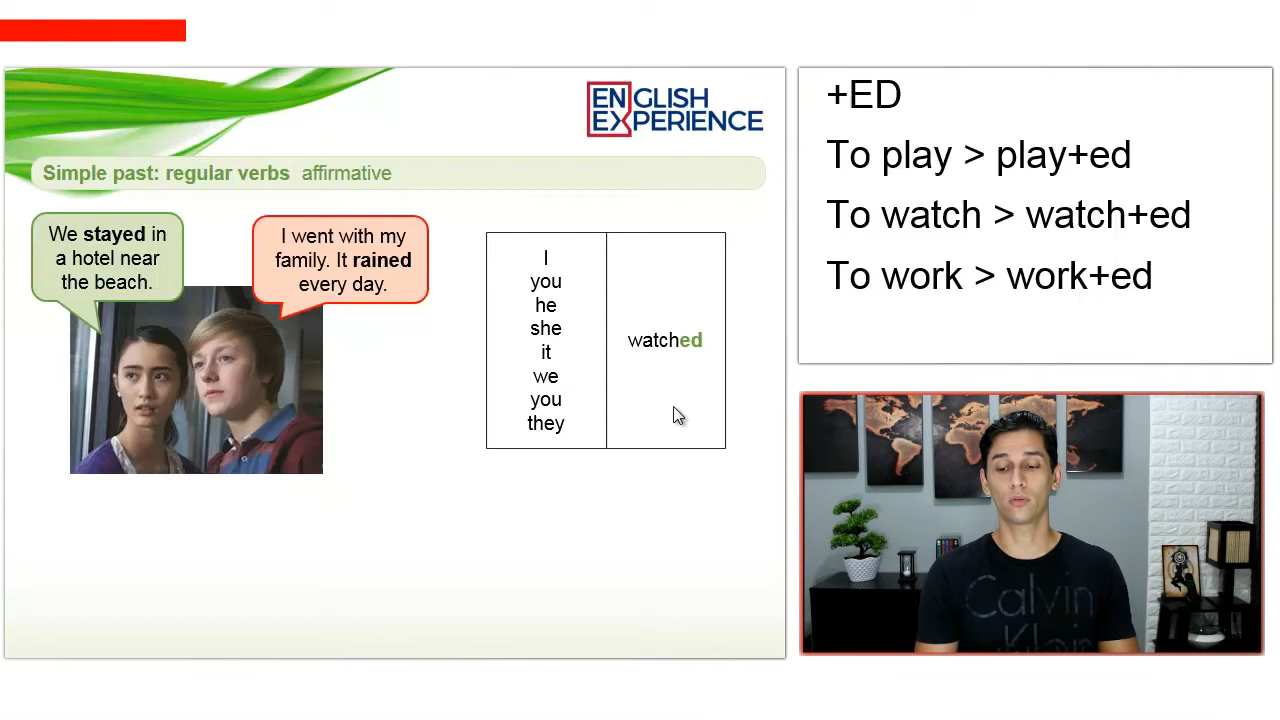 ENGLISH
EXPERIENCE
Simple past: regular verbs affirmative
We stayed in
a hotel near
the beach.
I went with my
family. It rained
every day.
I
you
he
she
it
we
you
they
watched
+ED
To play > play+ed
To watch > watch+ed
To work > work+ed
Calvin
Klein